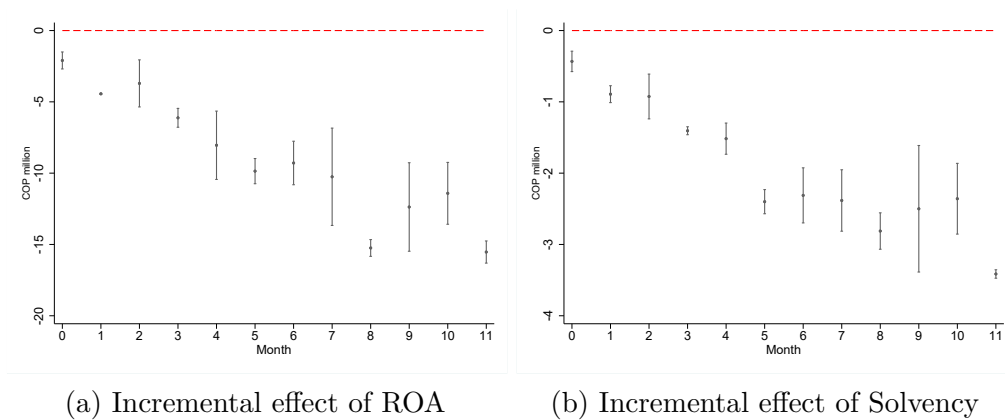 0
-5
-10
-15
-20
COP million
0 1 2 3 4 5 6 7 8 9 10 11
Month
(a) Incremental effect of ROA
0
-1
-2
-3
-4
COP million
0 1 2 3 4 5 6 7 8 9 10 11
Month
(b) Incremental effect of Solvency